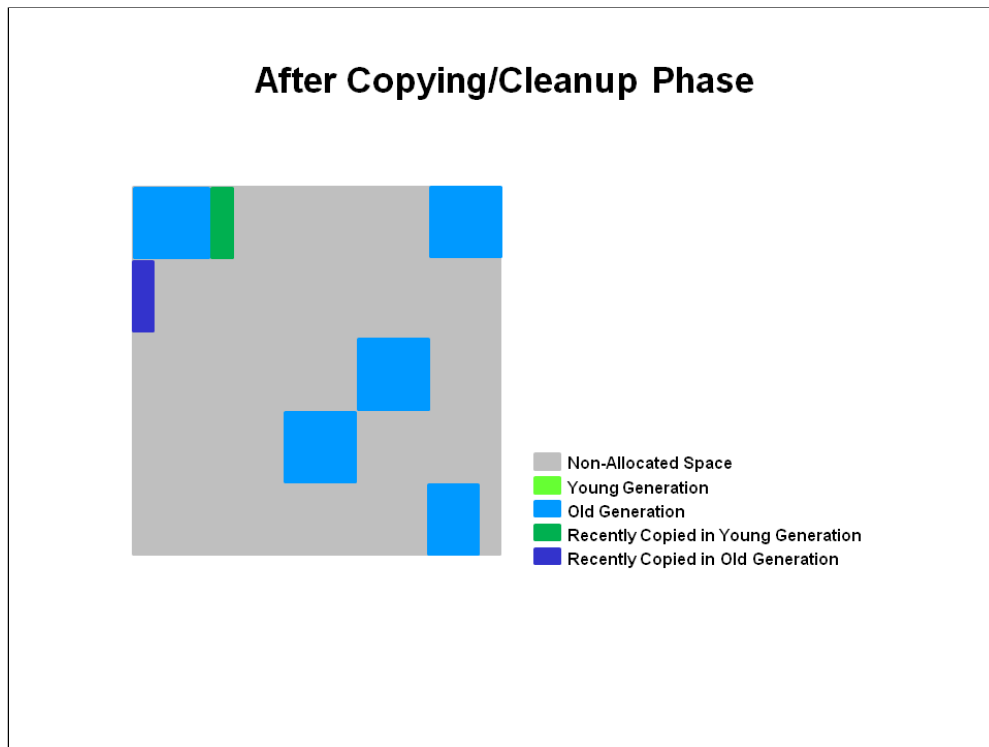 After Copying/Cleanup Phase
Non-Allocated Space
Young Generation
Old Generation
Recently Copied in Young Generation
Recently Copied in Old Generation